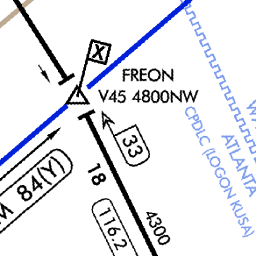 X
FREON
V45 4800NW
33
84(Y)
18
116.2
4300
ATLANTA
CPDLC (LOGON KUSA)